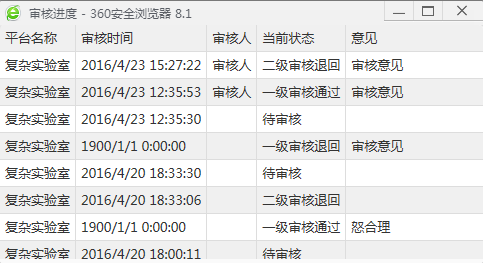 审核进度 - 360安全浏览器 8.1
平台名称 审核时间 审核人 当前状态 意见
复杂实验室 2016/4/23 15:27:22 审核人 二级审核退回 审核意见
复杂实验室 2016/4/23 12:35:53 审核人 一级审核通过 审核意见
复杂实验室 2016/4/23 12:35:30 待审核
复杂实验室 1900/1/1 0:00:00 一级审核退回 审核意见
复杂实验室 2016/4/20 18:33:30 待审核
复杂实验室 2016/4/20 18:33:06 二级审核退回
复杂实验室 1900/1/1 0:00:00 一级审核通过 怒合理
复杂实验室 2016/4/20 18:00:11 待审核